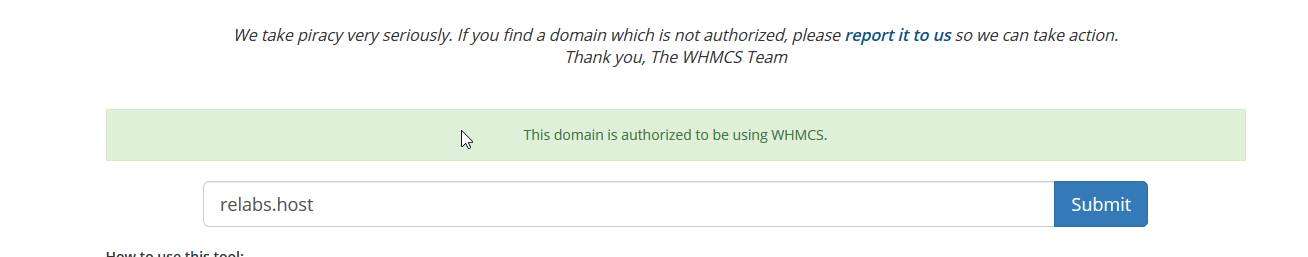 We take piracy very seriously. If you find a domain which is not authorized, please report it to us so we can take action.
Thank you, The WHMCS Team
This domain is authorized to be using WHMCS.
relabs.host
Submit
How to use this tool: